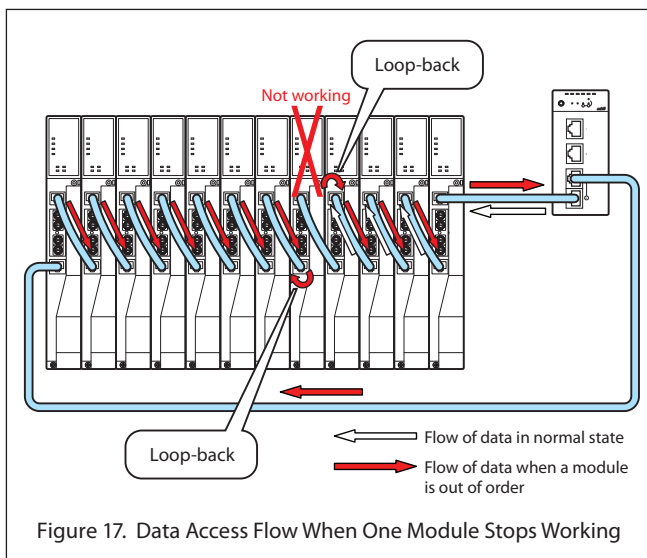 Loop-back
Not working
Loop-back
Flow of data in normal state
Flow of data when a module
is out of order
Figure 17. Data Access Flow When One Module Stops Working